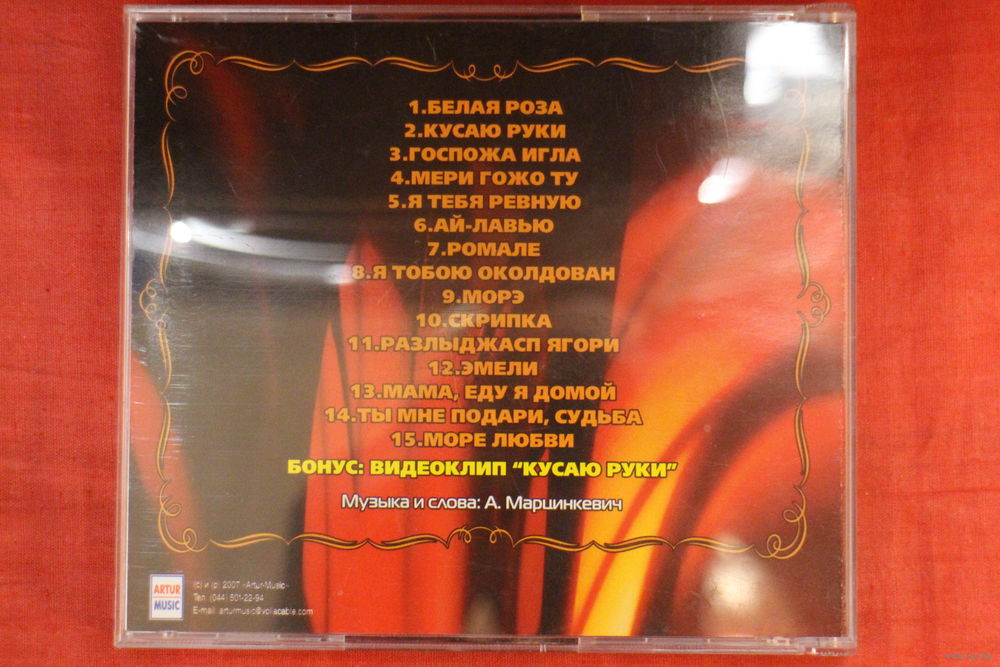 1.БЕЛАЯ РОЗА
2.КУСАЮ РУКИ
3.ГОСПОЖА ИГЛА
4.МЕРИ ГОЖО ТУ
5.Я ТЕБЯ РЕВНУЮ
6.АЙ-ЛАВЬЮ
7.РОМАЛЕ
8.Я ТОБОЮ ОКОЛДОВАН
9.МОРЭ
10.СКРИПКА
11.РАЗЛЫДЖАСП ЯГОРИ
12.ЭМЕЛИ
13.МАМА, ЕДУ Я ДОМОЙ
14.ТЫ МНЕ ПОДАРИ, СУДЬБА
15.МОРЕ ЛЮБВИ
БОНУС: ВИДЕОКЛИП “КУСАЮ РУКИ”
Музыка и слова: А. Марцинкевич
ARTUR
MUSIC
(c) и (p) 2007 «Artur-Music»
Тел. (044) 501-22-94
E-mail: arturmusic@voliacable.com